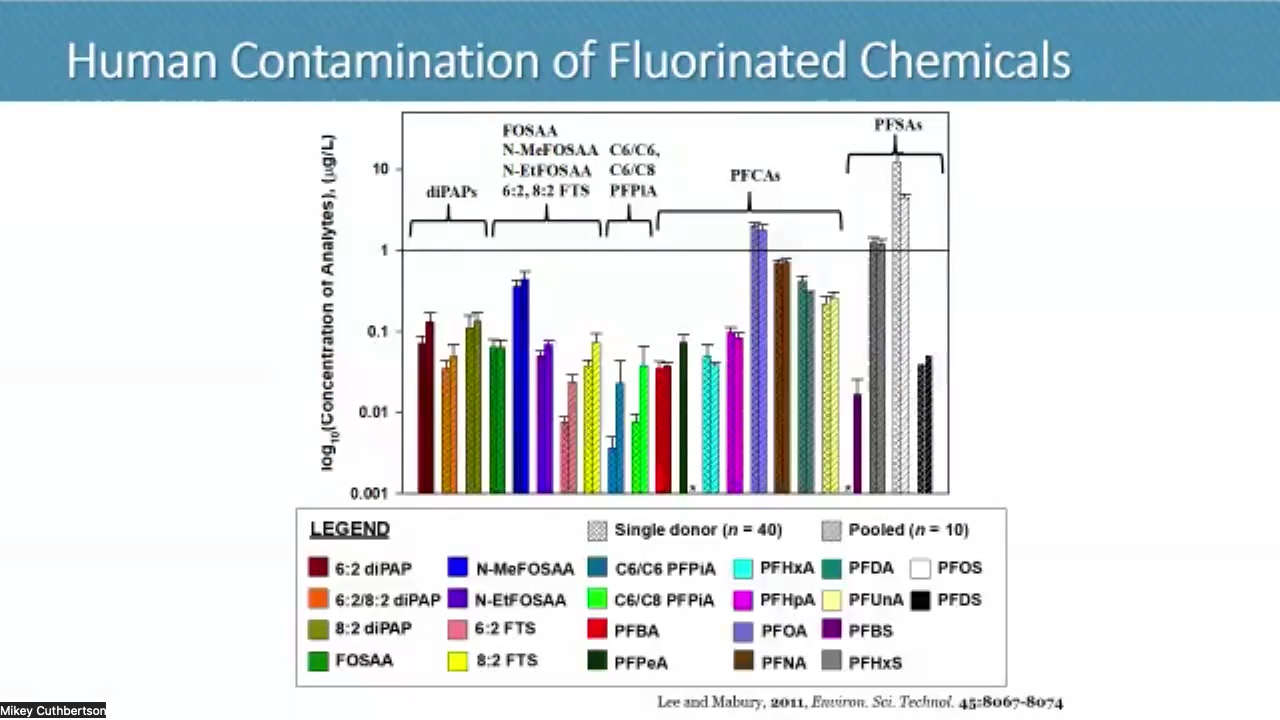 Human Contamination of Fluorinated Chemicals
PFSAs
FOSAA
N-MeFOSAA
N-EtFOSAA
6:2, 8:2 FTS
C6/C6,
C6/C8
PFPiA
PFCAs
diPAPs
log10(Concentration of Analytes), (µg/L)
10
1
0.1
0.01
0.001
*
*
LEGEND
Single donor (n = 40)
Pooled (n = 10)
6:2 diPAP
N-MeFOSAA
C6/C6 PFPiA
PFHxA
PFDA
PFOS
6:2/8:2 diPAP
N-EtFOSAA
C6/C8 PFPiA
PFHpA
PFUnA
PFDS
8:2 diPAP
6:2 FTS
PFBA
PFOA
PFBS
FOSAA
8:2 FTS
PFPeA
PFNA
PFHxS
Lee and Mabury, 2011, Environ. Sci. Technol. 45:8067-8074
Mikey Cuthbertson